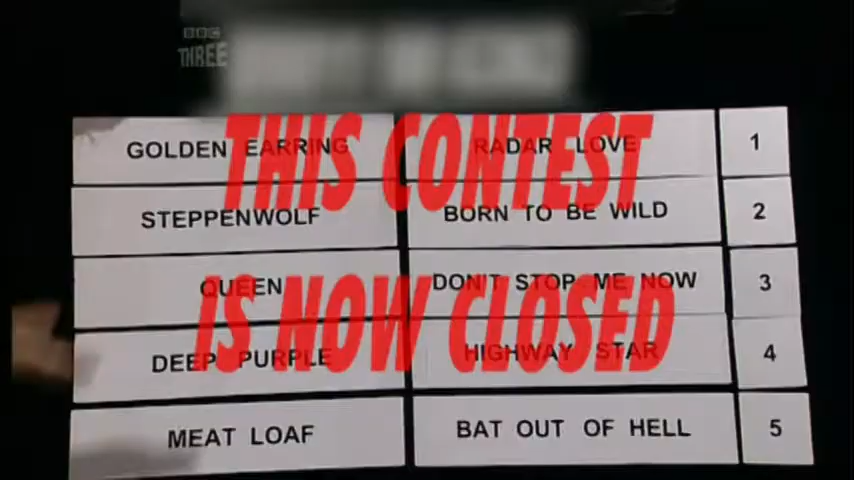 BBC
THREE
THIS CONTEST
IS NOW CLOSED
GOLDEN EARRING RADAR LOVE 1
STEPPENWOLF BORN TO BE WILD 2
QUEEN DON'T STOP ME NOW 3
DEEP PURPLE HIGHWAY STAR 4
MEAT LOAF BAT OUT OF HELL 5